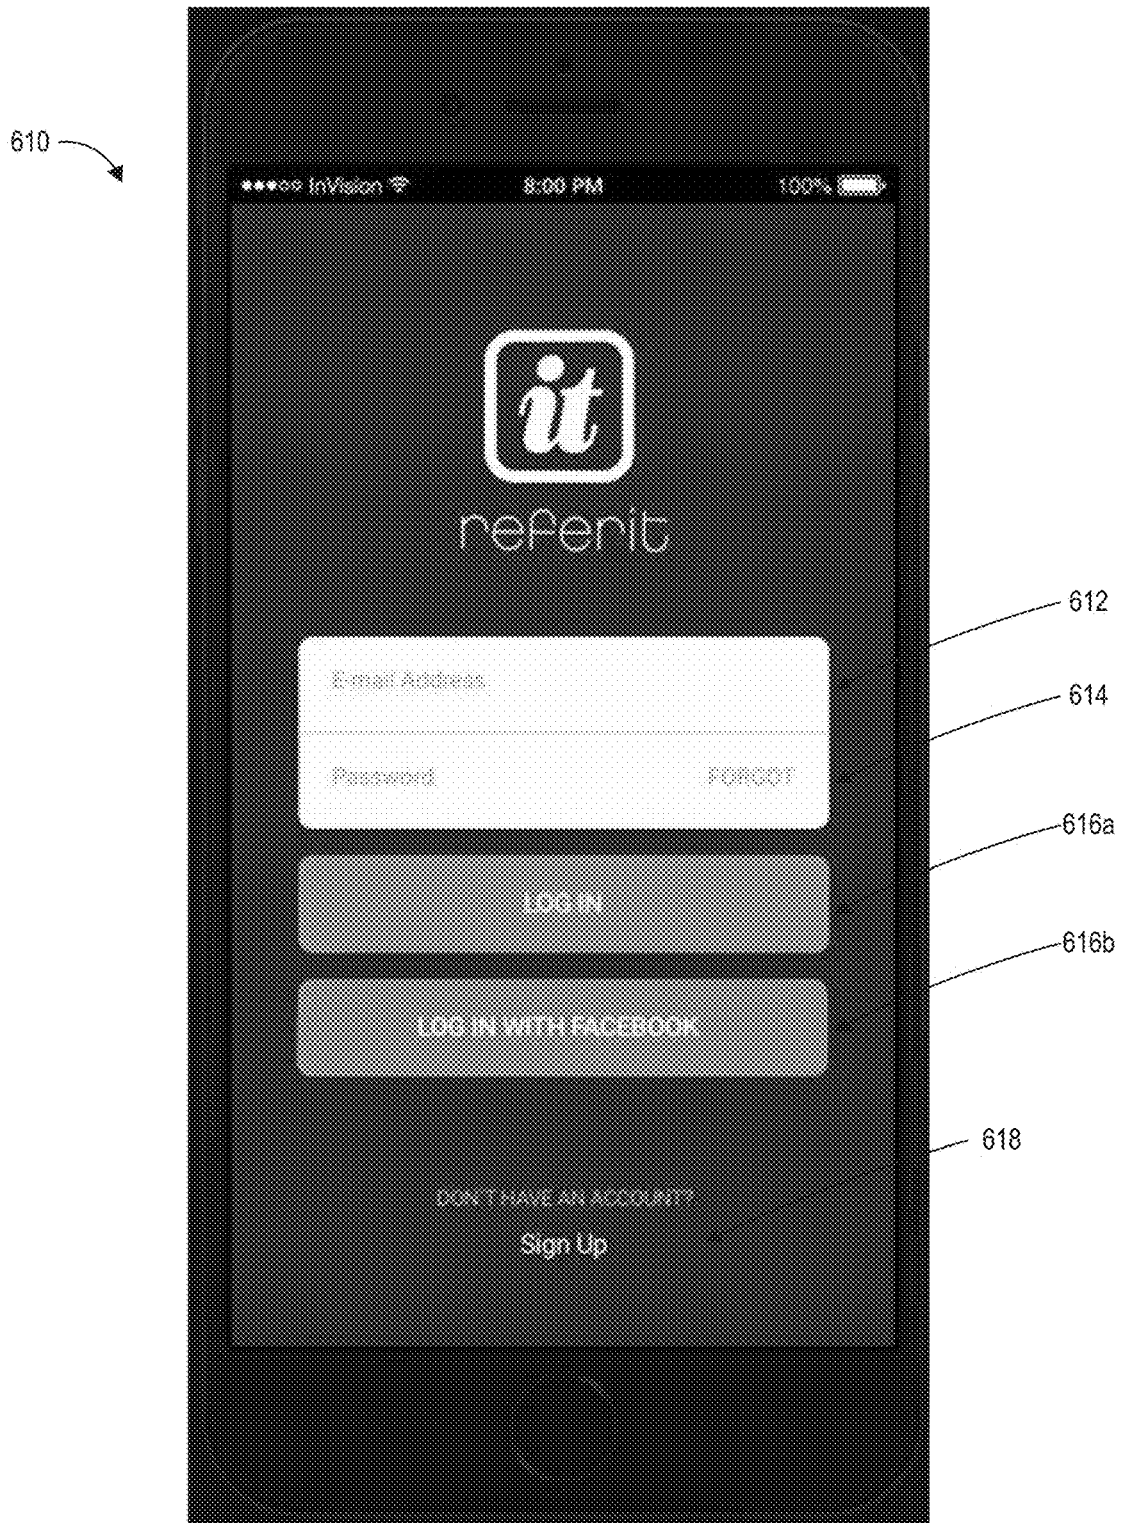 610
InVision 8:00 PM 100%
it
referit
612
E-mail Address
614
Password FORGOT
616a
LOG IN
616b
LOG IN WITH FACEBOOK
618
DON'T HAVE AN ACCOUNT?
Sign Up